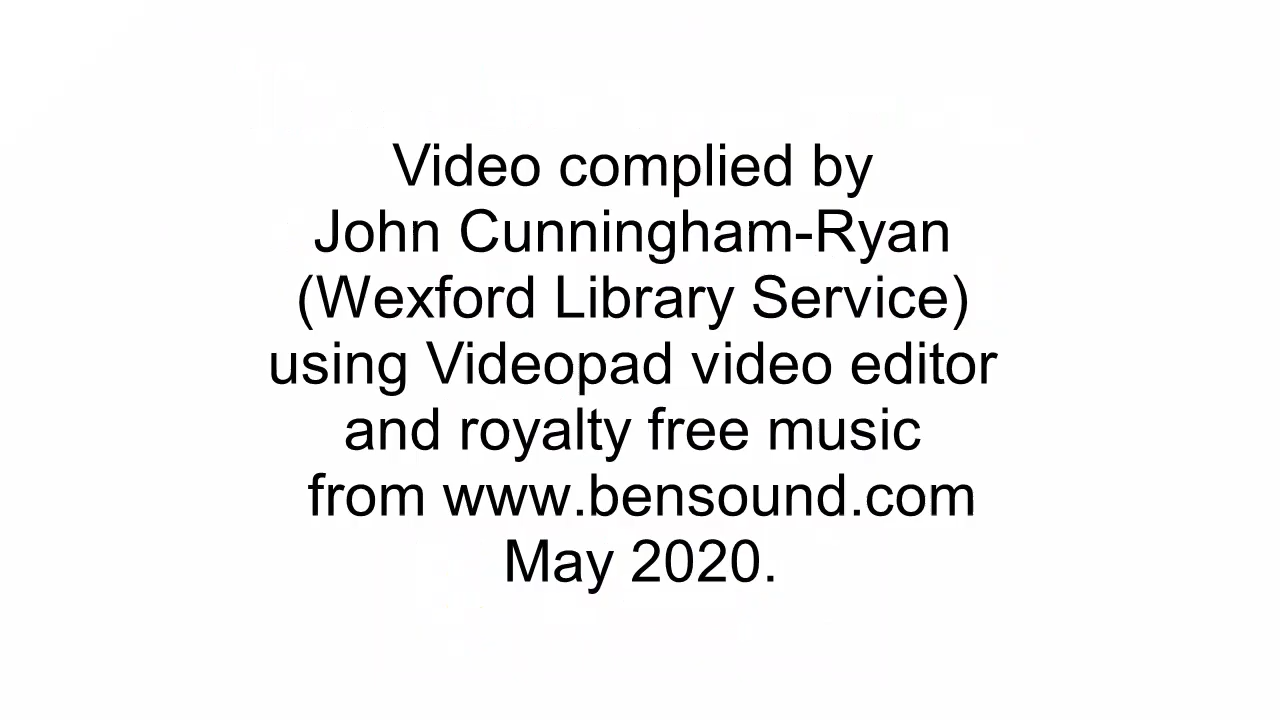 Video complied by
John Cunningham-Ryan
(Wexford Library Service)
using Videopad video editor
and royalty free music
from www.bensound.com
May 2020.